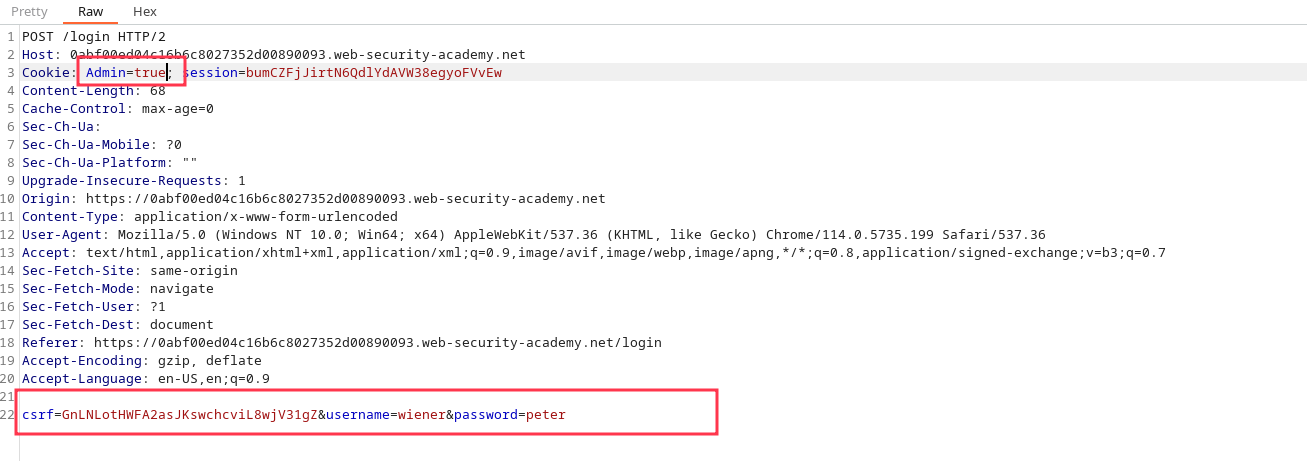 Pretty Raw Hex
1 POST /login HTTP/2
2 Host: 0abf00ed04c16b6c8027352d00890093.web-security-academy.net
3 Cookie: Admin=true; session=bumCZFjJirtN6QdlYdAVW38egyoFVvEw
4 Content-Length: 68
5 Cache-Control: max-age=0
6 Sec-Ch-Ua:
7 Sec-Ch-Ua-Mobile: ?0
8 Sec-Ch-Ua-Platform: ""
9 Upgrade-Insecure-Requests: 1
10 Origin: https://0abf00ed04c16b6c8027352d00890093.web-security-academy.net
11 Content-Type: application/x-www-form-urlencoded
12 User-Agent: Mozilla/5.0 (Windows NT 10.0; Win64; x64) AppleWebKit/537.36 (KHTML, like Gecko) Chrome/114.0.5735.199 Safari/537.36
13 Accept: text/html,application/xhtml+xml,application/xml;q=0.9,image/avif,image/webp,image/apng,*/*;q=0.8,application/signed-exchange;v=b3;q=0.7
14 Sec-Fetch-Site: same-origin
15 Sec-Fetch-Mode: navigate
16 Sec-Fetch-User: ?1
17 Sec-Fetch-Dest: document
18 Referer: https://0abf00ed04c16b6c8027352d00890093.web-security-academy.net/login
19 Accept-Encoding: gzip, deflate
20 Accept-Language: en-US,en;q=0.9
21
22 csrf=GnLNLotHWFA2asJKswchcviL8wjV31gZ&username=wiener&password=peter